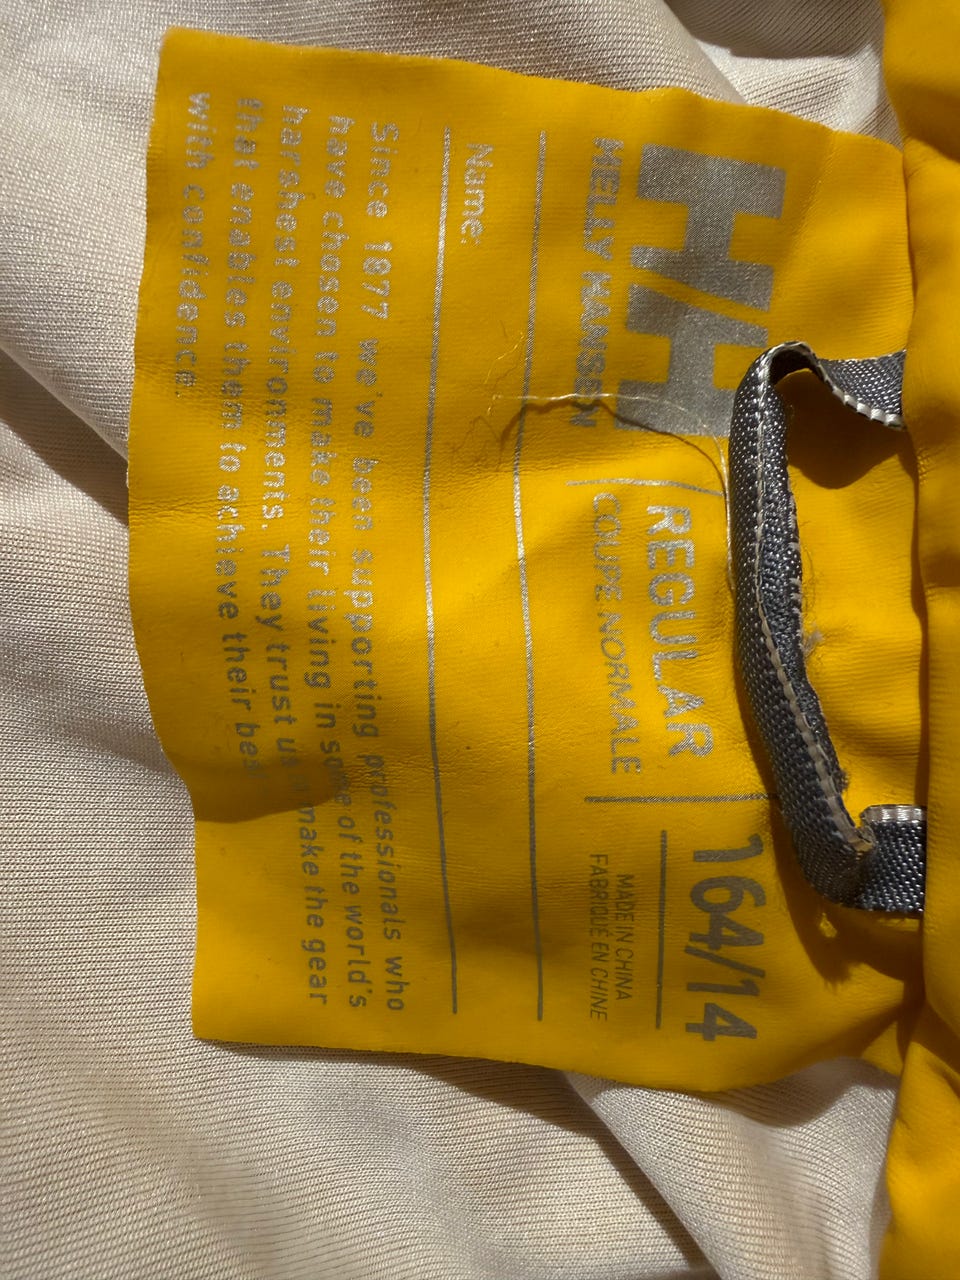 HH
HELLY HANSEN
REGULAR
COUPE NORMALE
164/14
MADE IN CHINA
FABRIQUÉ EN CHINE
Name:
Since 1877 we've been supporting professionals who
have chosen to make their living in some of the world's
harshest environments. They trust us make the gear
that enables them to achieve their
with confidence.